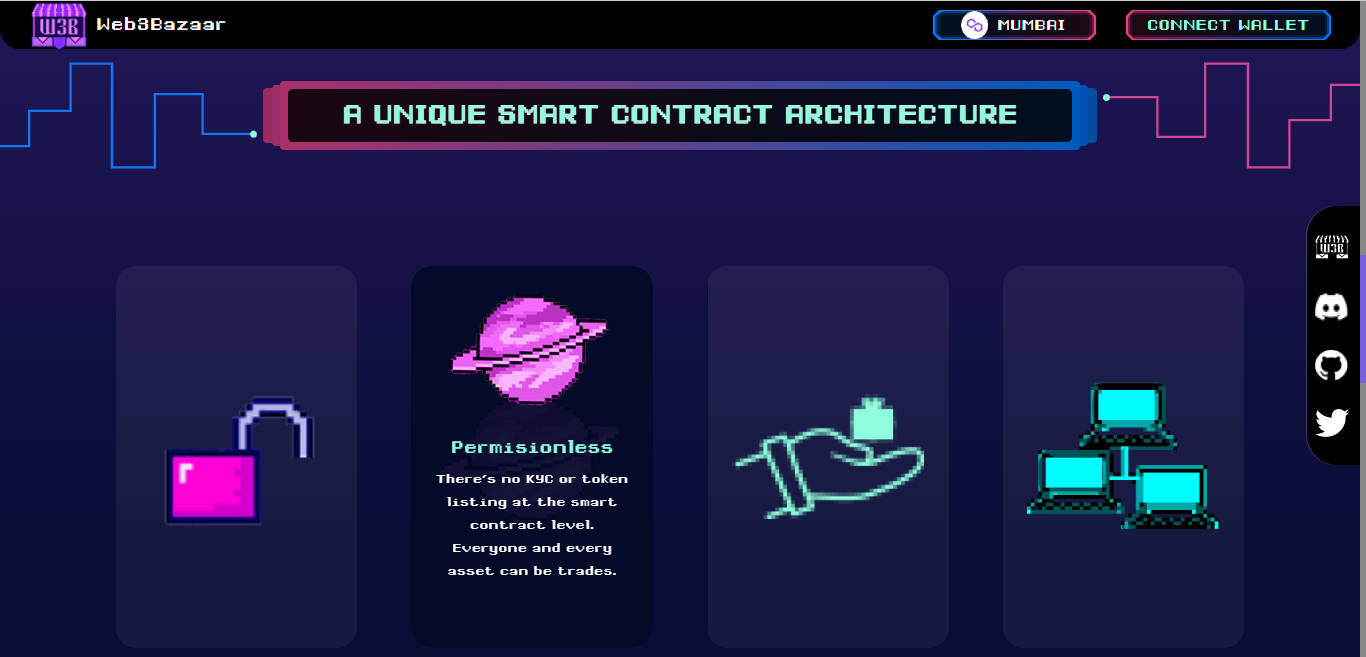 W3B Web3Bazaar
MUMBAI
CONNECT WALLET
A UNIQUE SMART CONTRACT ARCHITECTURE
W3B
Permisionless
There's no KYC or token
listing at the smart
contract level.
Everyone and every
asset can be trades.